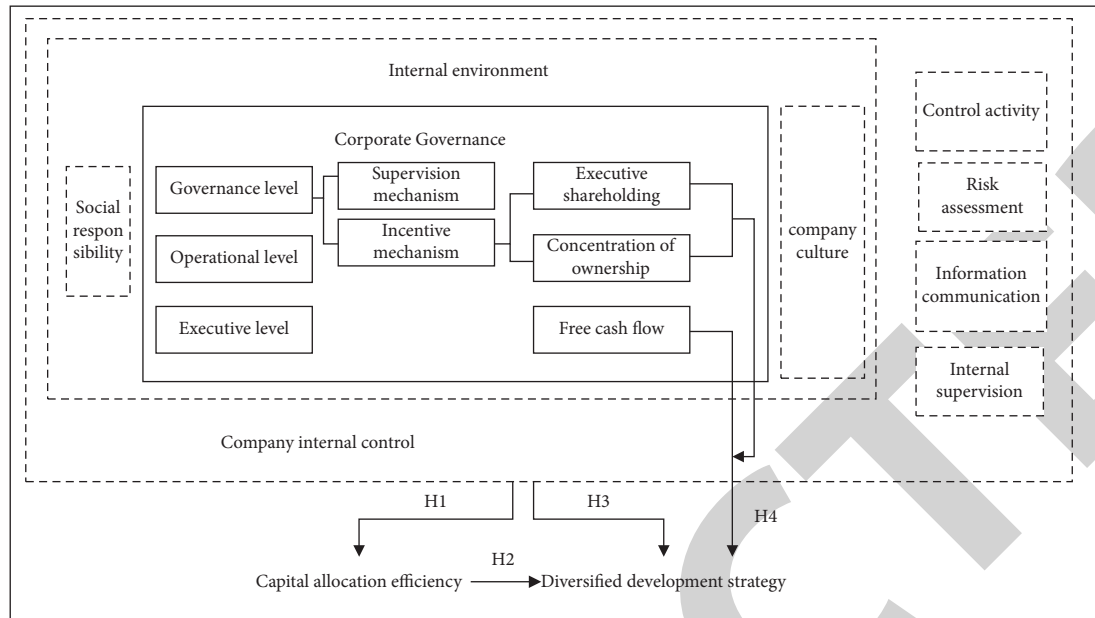 Internal environment
Corporate Governance
Social
respon
sibility
Governance level
Operational level
Executive level
Supervision
mechanism
Incentive
mechanism
Executive
shareholding
Concentration of
ownership
Free cash flow
company
culture
Control activity
Risk
assessment
Information
communication
Internal
supervision
Company internal control
H1
H3
H4
H2
Capital allocation efficiency
Diversified development strategy